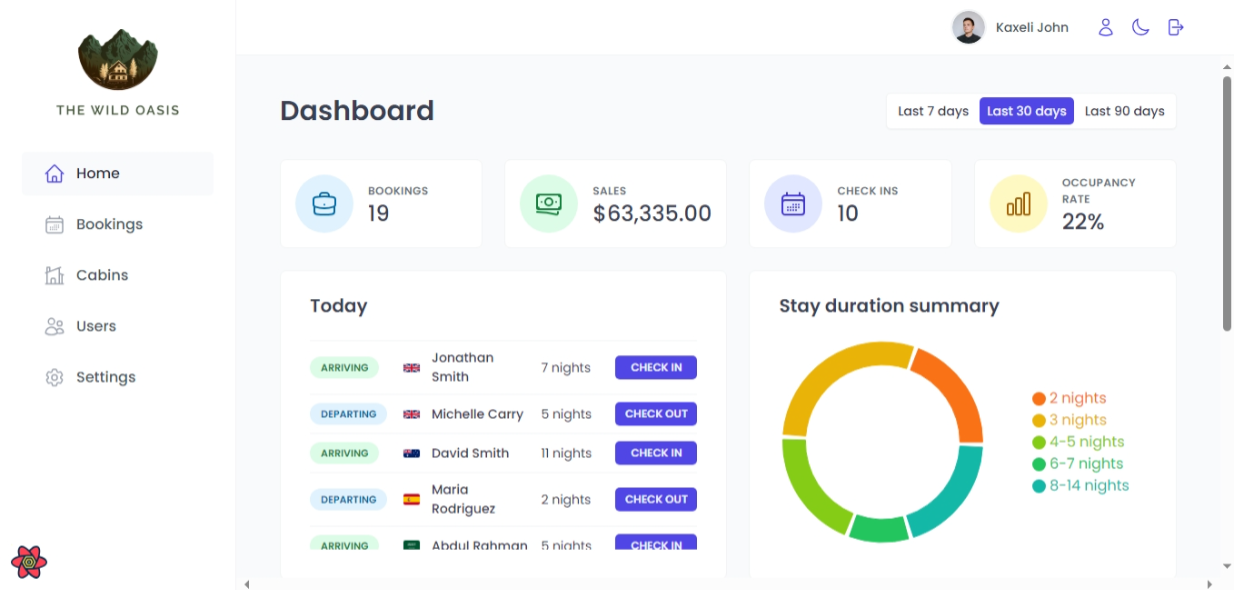 THE WILD OASIS
Home
Bookings
Cabins
Users
Settings
Kaxeli John
Dashboard
Last 7 days Last 30 days Last 90 days
BOOKINGS
19
SALES
$63,335.00
CHECK INS
10
OCCUPANCY
RATE
22%
Today
ARRIVING Jonathan
Smith 7 nights CHECK IN
DEPARTING Michelle Carry 5 nights CHECK OUT
ARRIVING David Smith 11 nights CHECK IN
DEPARTING Maria
Rodriguez 2 nights CHECK OUT
ARRIVING Abdul Rahman 5 nights CHECK IN
Stay duration summary
2 nights
3 nights
4-5 nights
6-7 nights
8-14 nights